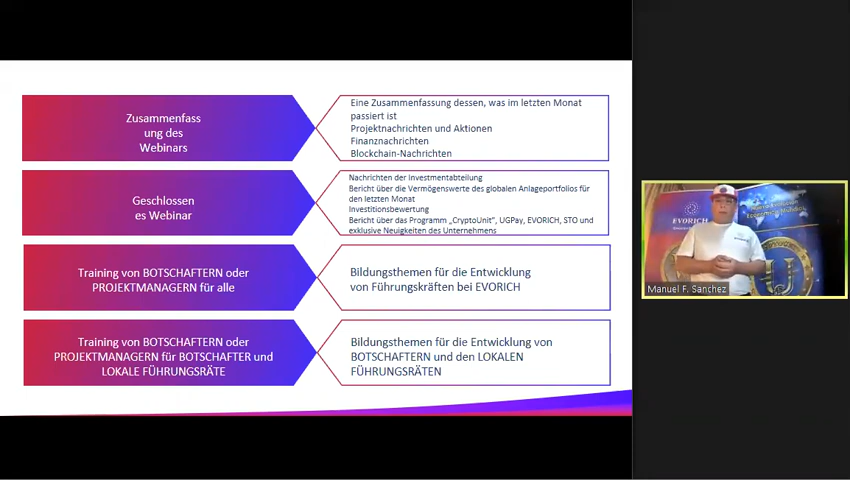 Zusammenfass
ung des
Webinars
Eine Zusammenfassung dessen, was im letzten Monat
passiert ist
Projektnachrichten und Aktionen
Finanznachrichten
Blockchain-Nachrichten
Geschlossen
es Webinar
Nachrichten der Investmentabteilung
Bericht über die Vermögenswerte des globalen Anlageportfolios für
den letzten Monat
Investitionsbewertung
Bericht über das Programm „CryptoUnit", UGPay, EVORICH, STO und
exklusive Neuigkeiten des Unternehmens
Training von BOTSCHAFTERN oder
PROJEKTMANAGERN für alle
Bildungsthemen für die Entwicklung
von Führungskräften bei EVORICH
Training von BOTSCHAFTERN oder
PROJEKTMANAGERN für BOTSCHAFTER und
LOKALE FÜHRUNGSRÄTE
Bildungsthemen für die Entwicklung von
BOTSCHAFTERN und den LOKALEN
FÜHRUNGSRÄTEN
EVORICH
Manuel F. Sanchez